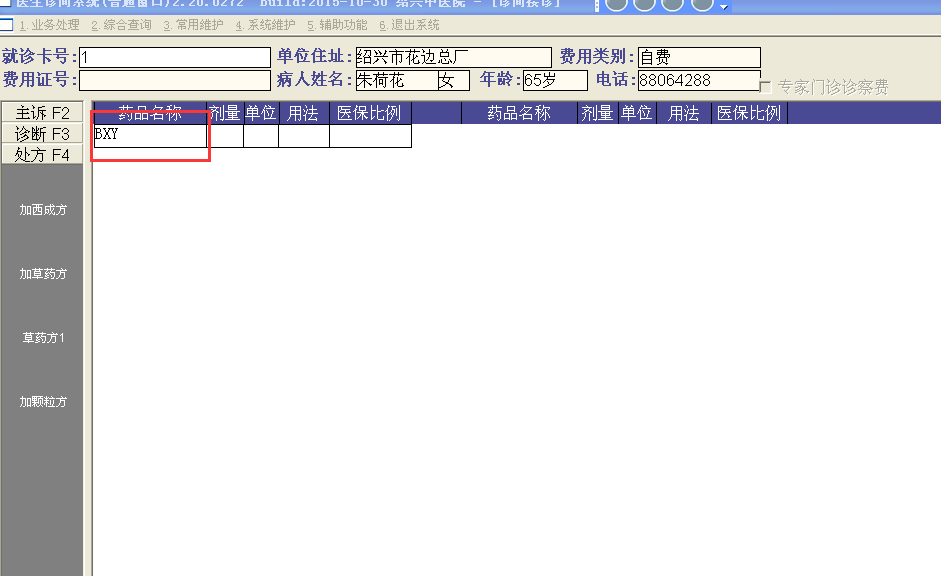 医生诊间系统(普通窗口)2.20.0272 Build:2015-10-30 绍兴中医院 - [诊间接诊]
1.业务处理 2.综合查询 3.常用维护 4.系统维护 5.辅助功能 6.退出系统
就诊卡号:1 单位住址:绍兴市花边总厂 费用类别:自费
费用证号: 病人姓名:朱荷花 女 年龄:65岁 电话:88064288 专家门诊诊察费
主诉 F2 药品名称 剂量 单位 用法 医保比例 药品名称 剂量 单位 用法 医保比例
诊断 F3 BXY
处方 F4
加西成方
加草药方
草药方1
加颗粒方